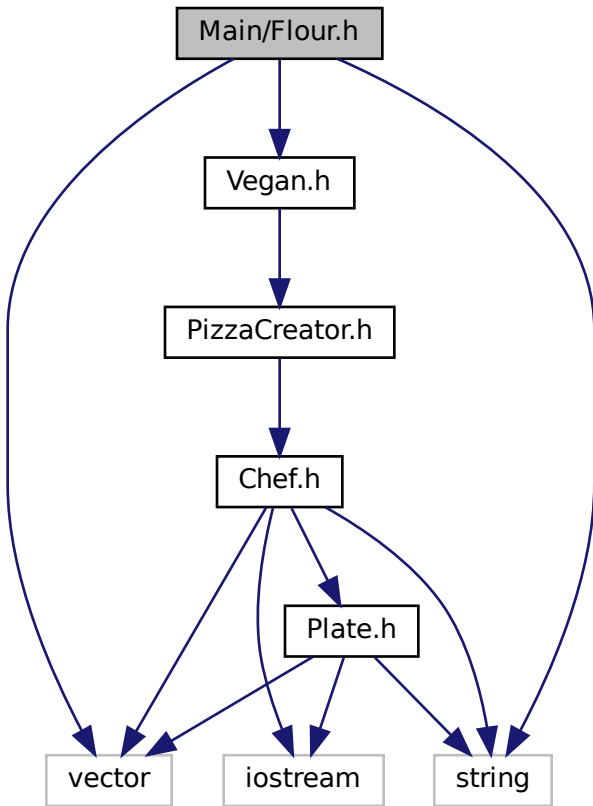 Main/Flour.h
Vegan.h
PizzaCreator.h
Chef.h
Plate.h
vector
iostream
string